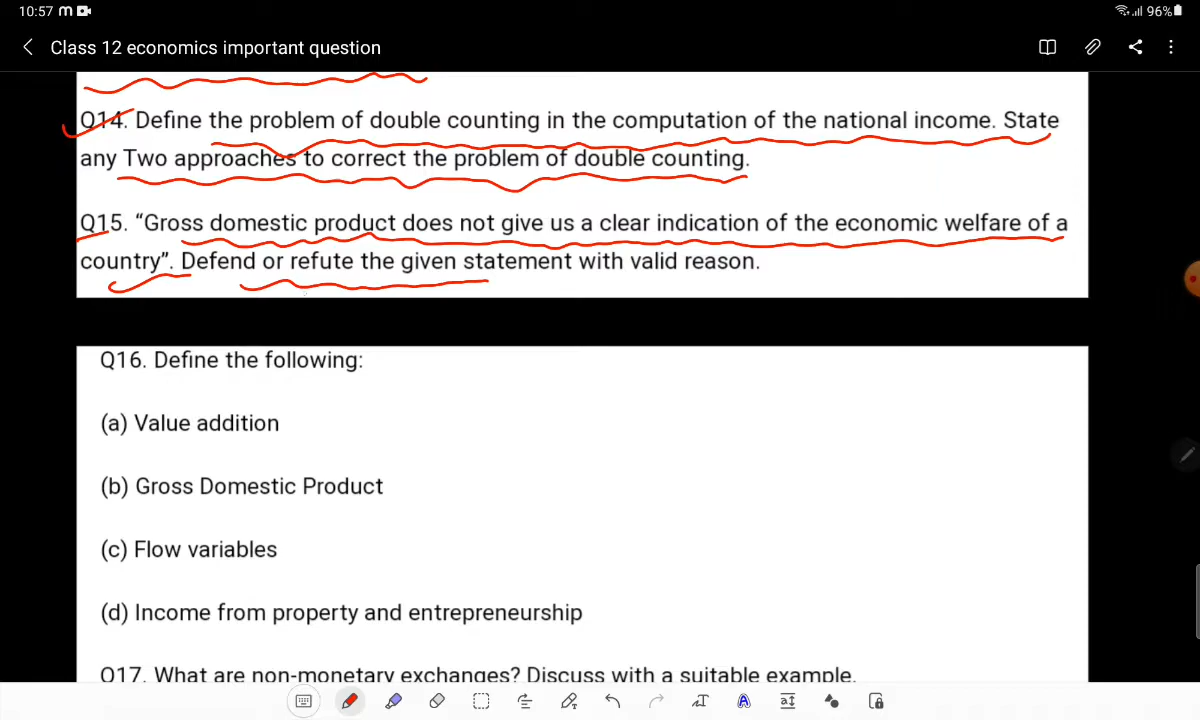 10:57 M 96%
Class 12 economics important question
Q14. Define the problem of double counting in the computation of the national income. State
any Two approaches to correct the problem of double counting.
Q15. “Gross domestic product does not give us a clear indication of the economic welfare of a
country”. Defend or refute the given statement with valid reason.
Q16. Define the following:
(a) Value addition
(b) Gross Domestic Product
(c) Flow variables
(d) Income from property and entrepreneurship
Q17. What are non-monetary exchanges? Discuss with a suitable example.